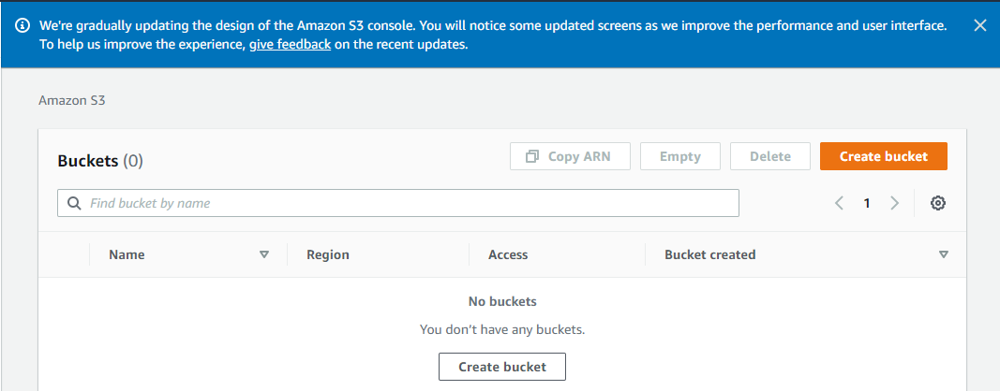 We're gradually updating the design of the Amazon S3 console. You will notice some updated screens as we improve the performance and user interface.
To help us improve the experience, give feedback on the recent updates.
Amazon S3
Buckets (0)
Copy ARN
Empty
Delete
Create bucket
Find bucket by name
1
Name
Region
Access
Bucket created
No buckets
You don't have any buckets.
Create bucket